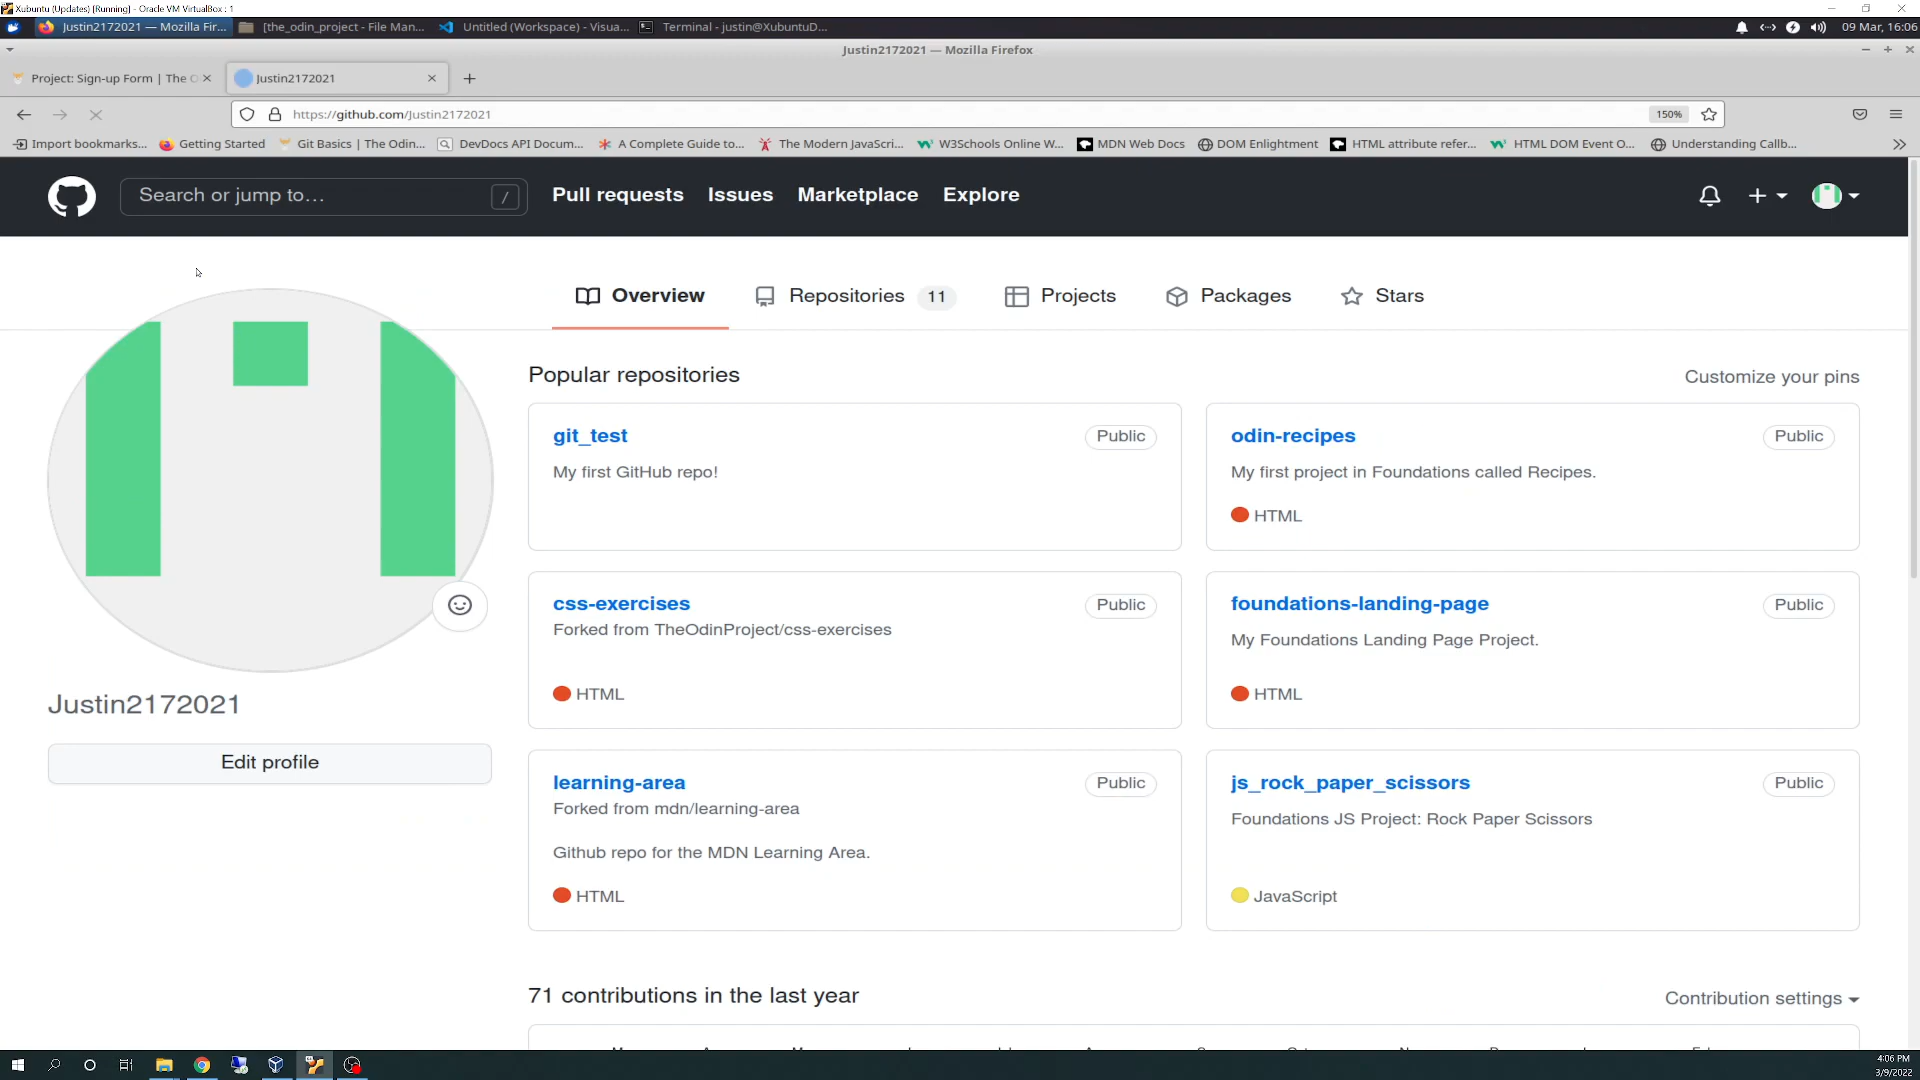 Xubuntu (Updates) [Running] - Oracle VM VirtualBox : 1
Justin2172021 — Mozilla Fir...
[the_odin_project - File Man...
Untitled (Workspace) - Visua...
Terminal - justin@XubuntuD...
09 Mar, 16:06
Justin2172021 — Mozilla Firefox
Project: Sign-up Form | The O
Justin2172021
https://github.com/Justin2172021
150%
Import bookmarks...
Getting Started
Git Basics | The Odin...
DevDocs API Docum...
A Complete Guide to...
The Modern JavaScri...
W3Schools Online W...
MDN Web Docs
DOM Enlightment
HTML attribute refer...
HTML DOM Event O...
Understanding Callb...
Search or jump to...
/
Pull requests
Issues
Marketplace
Explore
Overview
Repositories 11
Projects
Packages
Stars
Popular repositories
Customize your pins
git_test
Public
My first GitHub repo!
odin-recipes
Public
My first project in Foundations called Recipes.
HTML
css-exercises
Public
Forked from TheOdinProject/css-exercises
HTML
foundations-landing-page
Public
My Foundations Landing Page Project.
HTML
Justin2172021
Edit profile
learning-area
Public
Forked from mdn/learning-area
Github repo for the MDN Learning Area.
HTML
js_rock_paper_scissors
Public
Foundations JS Project: Rock Paper Scissors
JavaScript
71 contributions in the last year
Contribution settings
4:06 PM
3/9/2022